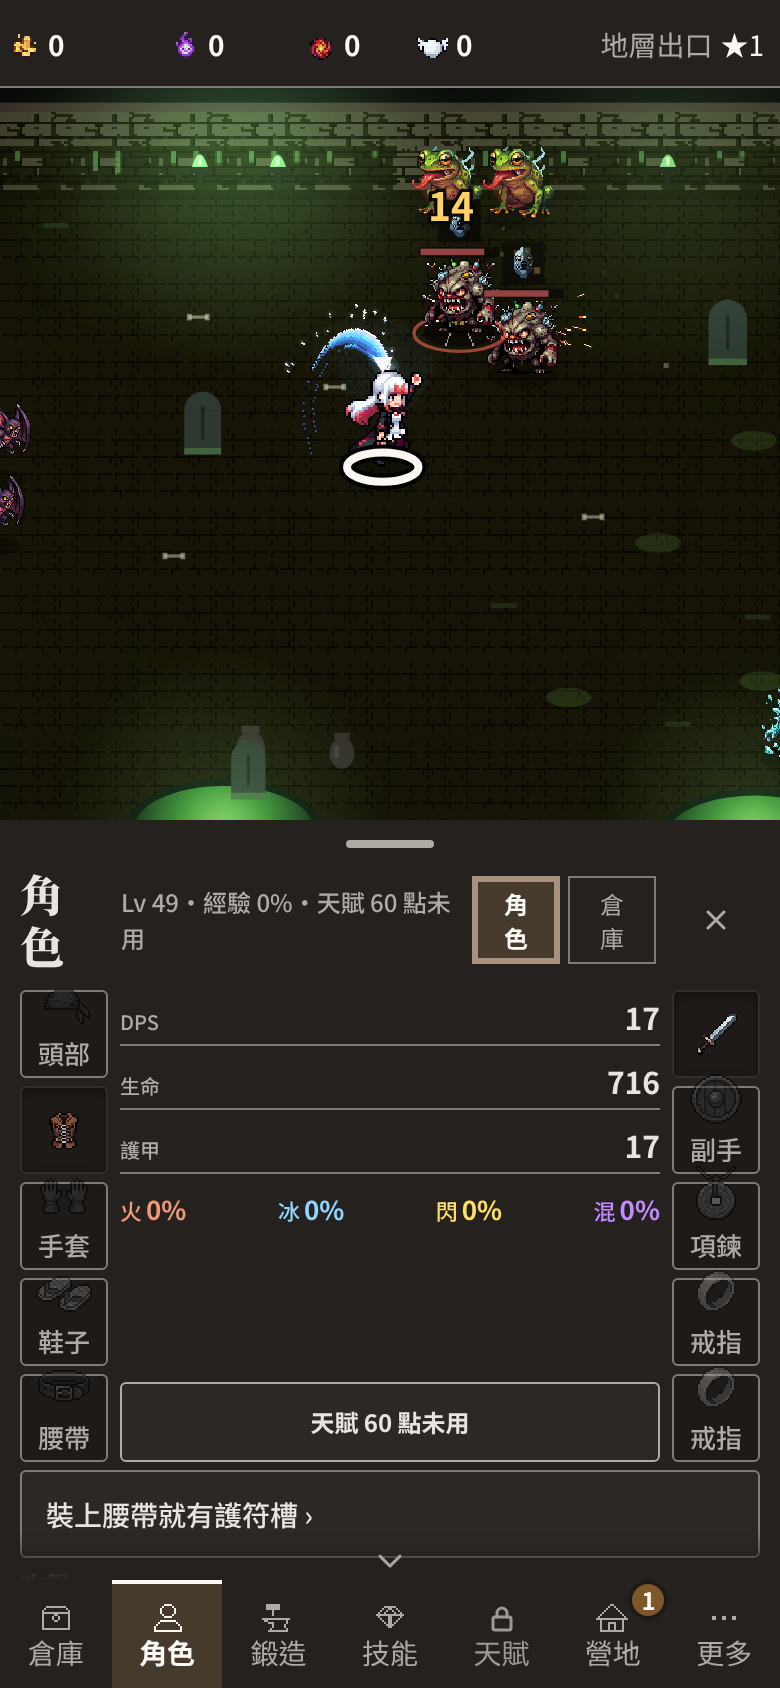 0 0 0 0 地層出口 ★1
14
角色
Lv 49・經驗 0%・天賦 60 點未用
角色
倉庫
×
頭部
DPS 17
生命 716
副手
護甲 17
手套
火 0% 冰 0% 閃 0% 混 0%
項鍊
鞋子
戒指
腰帶
天賦 60 點未用
戒指
裝上腰帶就有護符槽 ›
1
倉庫 角色 鍛造 技能 天賦 營地 更多